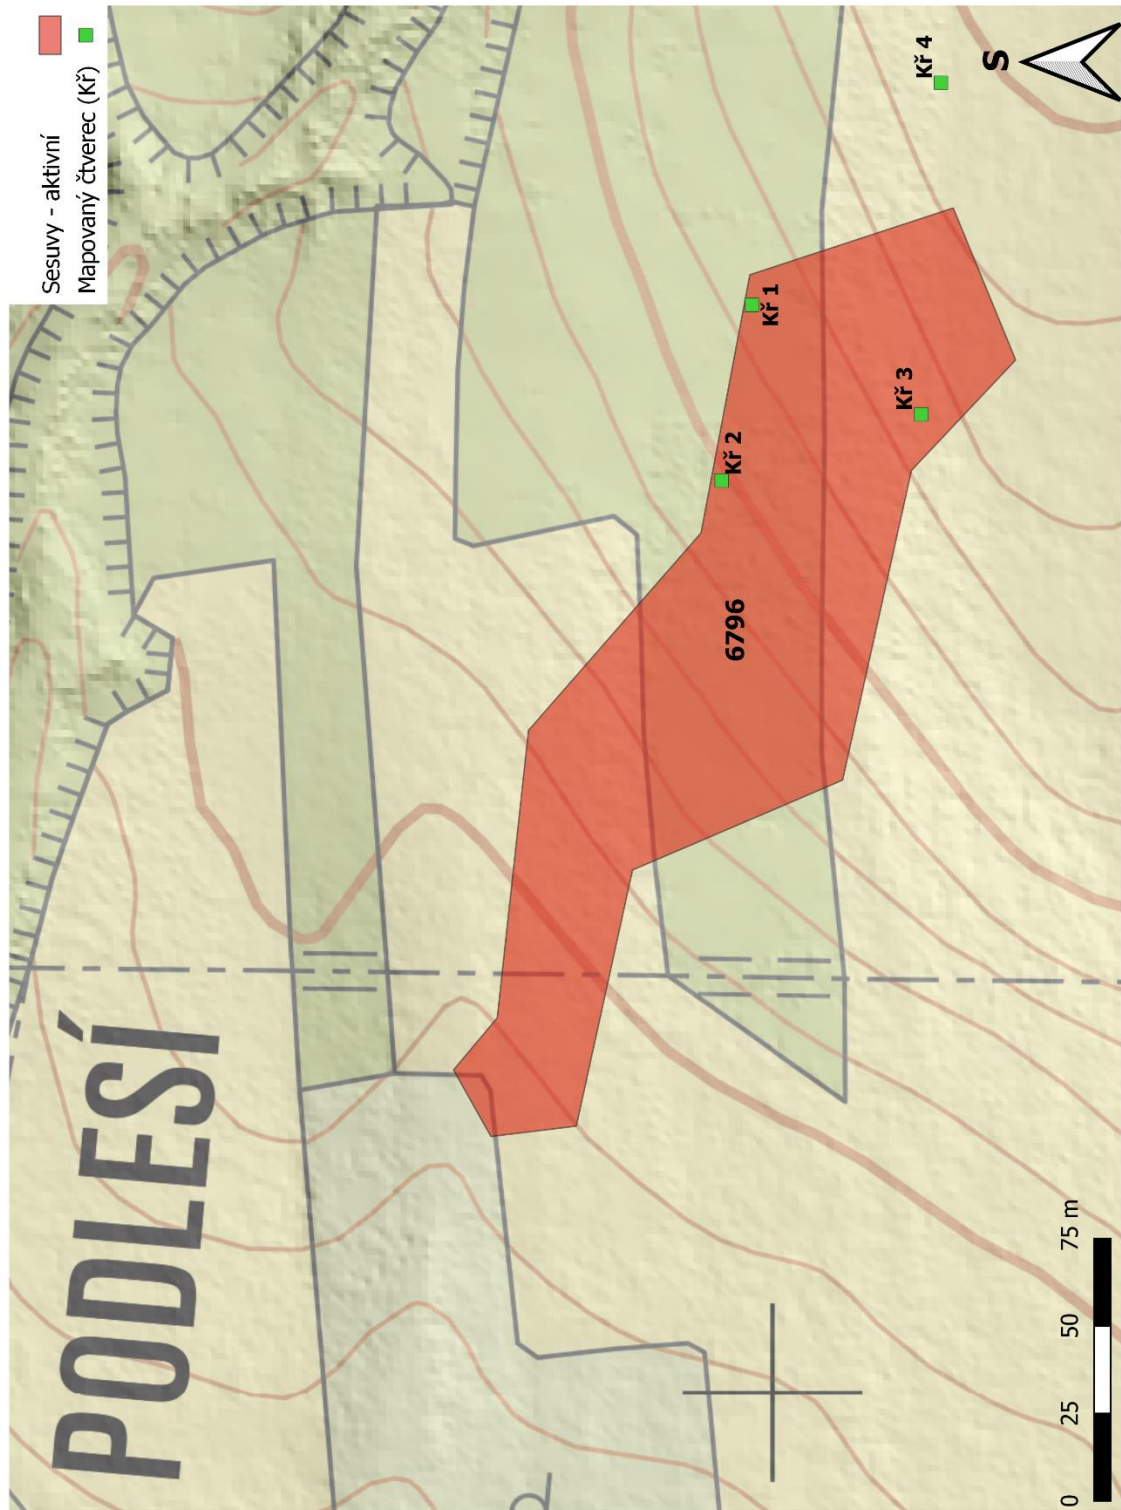 Sesuvy - aktivní
Mapovaný čtverec (Kř)
PODLESÍ
6796
Kř 1
Kř 2
Kř 3
Kř 4
S
0 25 50 75 m